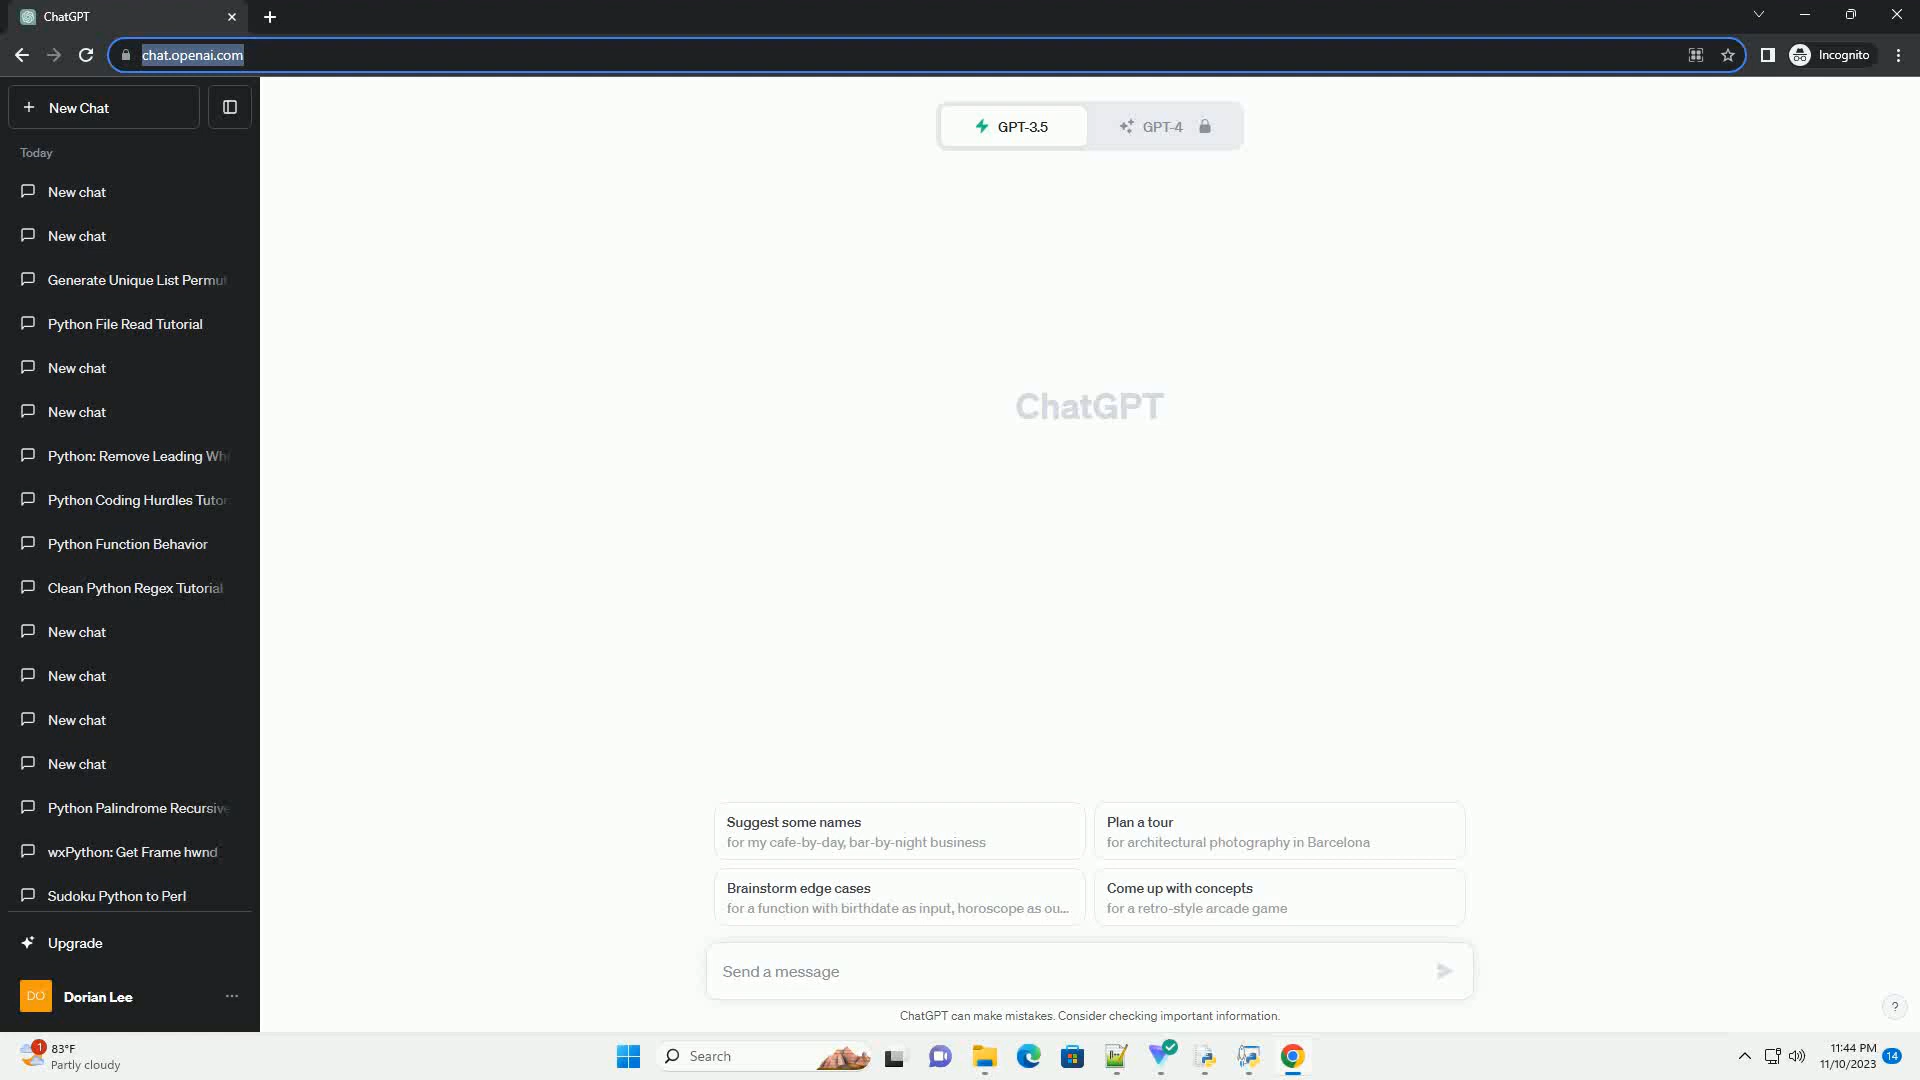 ChatGPT
chat.openai.com
Incognito
New Chat
Today
New chat
New chat
Generate Unique List Permut
Python File Read Tutorial
New chat
New chat
Python: Remove Leading Wh
Python Coding Hurdles Tutor
Python Function Behavior
Clean Python Regex Tutorial
New chat
New chat
New chat
New chat
Python Palindrome Recursive
wxPython: Get Frame hwnd
Sudoku Python to Perl
Upgrade
DO
Dorian Lee
GPT-3.5
GPT-4
ChatGPT
Suggest some names
for my cafe-by-day, bar-by-night business
Plan a tour
for architectural photography in Barcelona
Brainstorm edge cases
for a function with birthdate as input, horoscope as ou...
Come up with concepts
for a retro-style arcade game
Send a message
ChatGPT can make mistakes. Consider checking important information.
?
1
83°F
Partly cloudy
Search
11:44 PM
11/10/2023
14